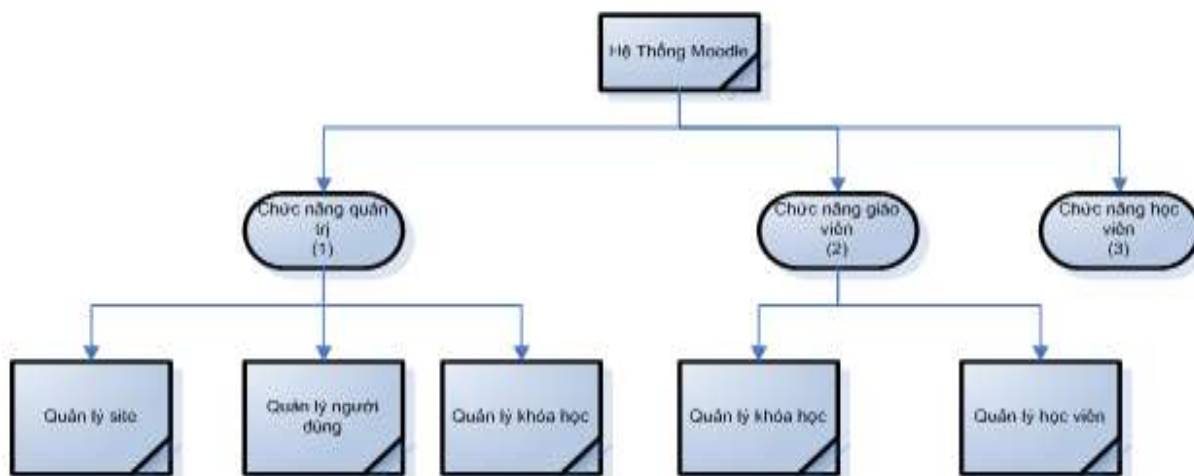 Hệ Thống Moodle
Chức năng quản
trị
(1)
Chức năng giáo
viên
(2)
Chức năng học
viên
(3)
Quản lý site
Quản lý người
dùng
Quản lý khóa học
Quản lý khóa học
Quản lý học viên